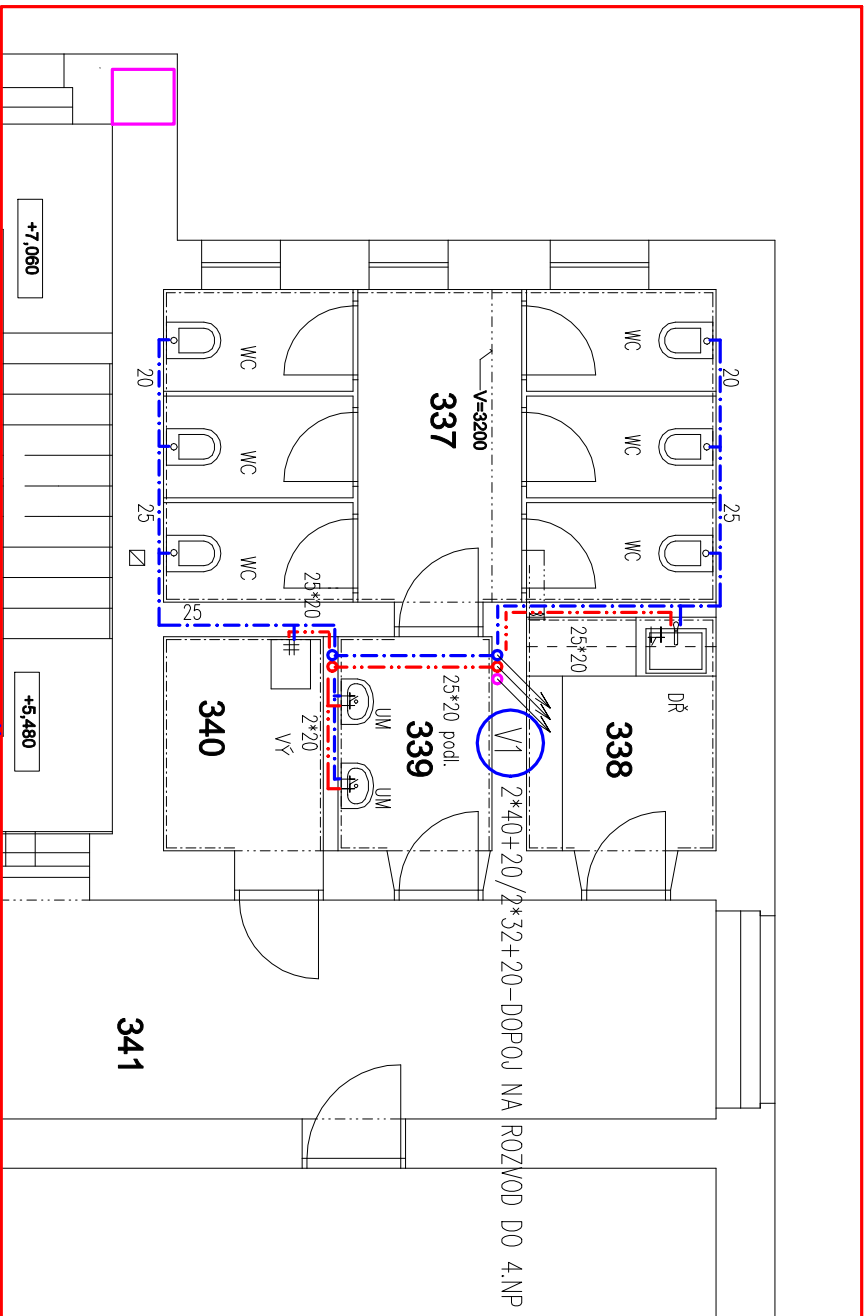 +7,060
+5,480
WC
WC
WC
WC
WC
WC
20
25
20
25
25
V=3200
337
25*20
25*20
DŘ
338
V1
2*40+20/2*32+20-DOPOJ NA ROZVOD DO 4.NP
25*20 podl.
339
UM
UM
2*20
VÝ
340
341